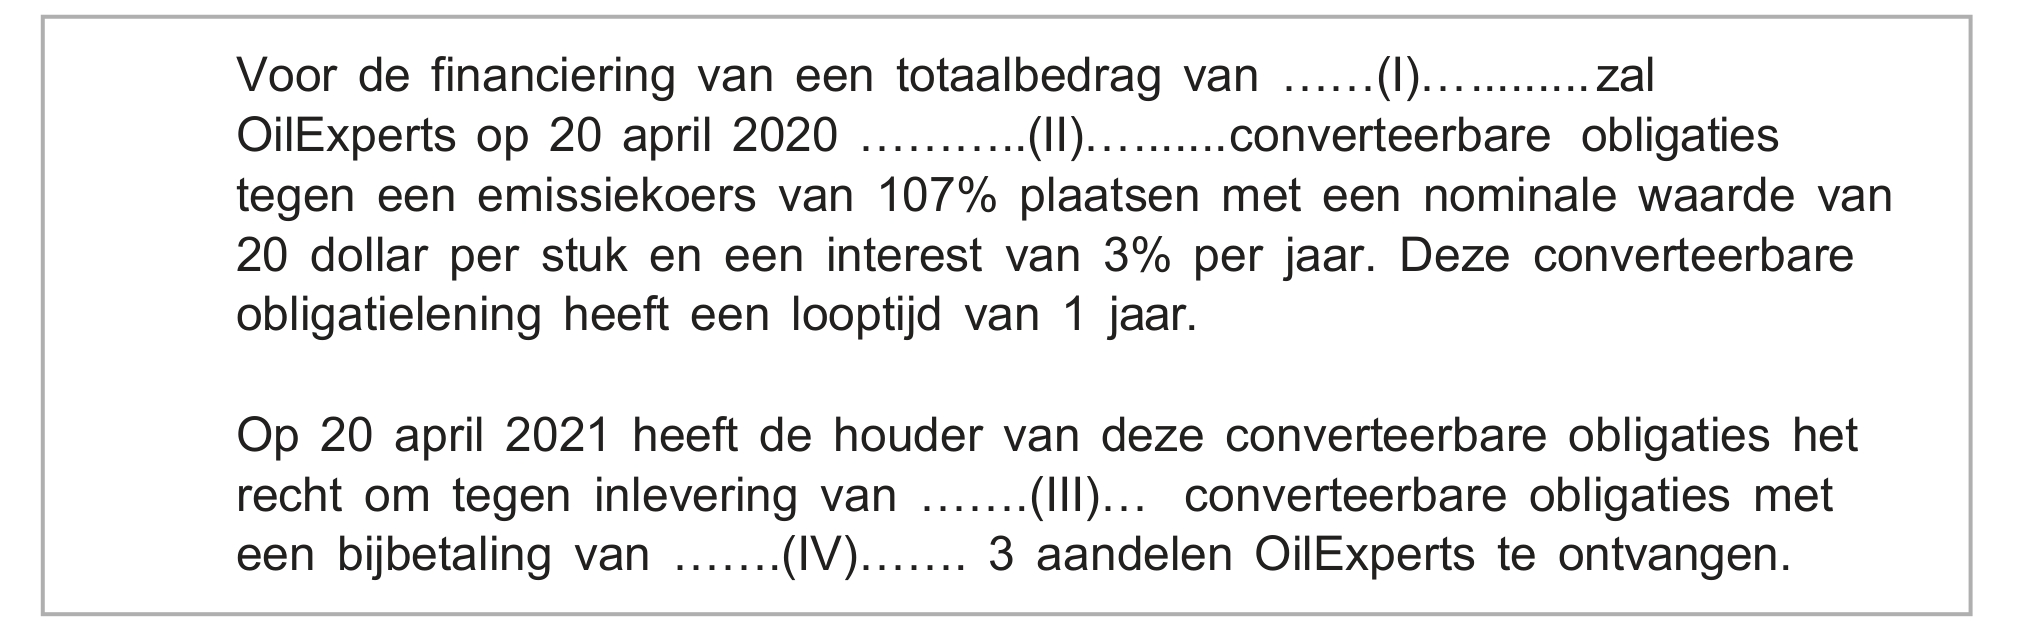 Voor de financiering van een totaalbedrag van ……(I)….......... zal
OilExperts op 20 april 2020 ………..(II)….......converteerbare obligaties
tegen een emissiekoers van 107% plaatsen met een nominale waarde van
20 dollar per stuk en een interest van 3% per jaar. Deze converteerbare
obligatielening heeft een looptijd van 1 jaar.
Op 20 april 2021 heeft de houder van deze converteerbare obligaties het
recht om tegen inlevering van …….(III)… converteerbare obligaties met
een bijbetaling van …….(IV)……. 3 aandelen OilExperts te ontvangen.